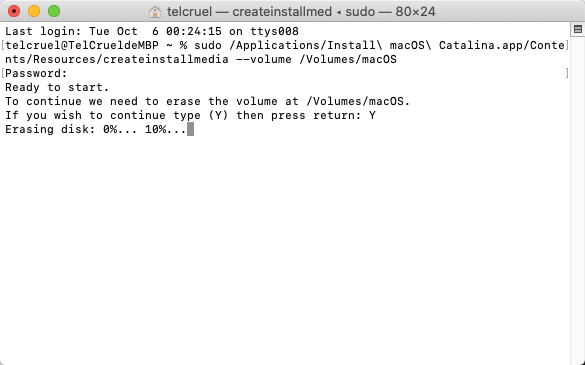 telcruel — createinstallmed ◂ sudo — 80×24
Last login: Tue Oct  6 00:24:15 on ttys008
[telcruel@TelCrueldeMBP ~ % sudo /Applications/Install\ macOS\ Catalina.app/Conte]
nts/Resources/createinstallmedia --volume /Volumes/macOS
[Password:]
Ready to start.
To continue we need to erase the volume at /Volumes/macOS.
If you wish to continue type (Y) then press return: Y
Erasing disk: 0%... 10%...